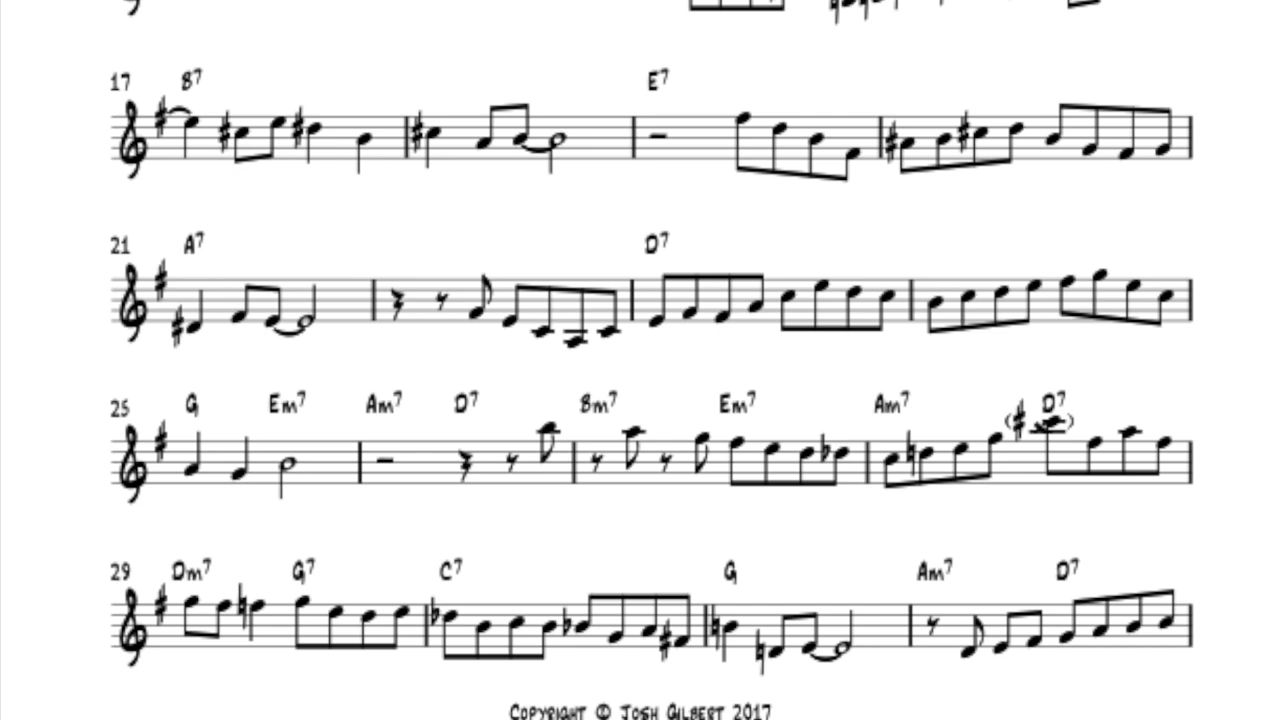 17 B7 E7
21 A7 D7
25 G Em7 Am7 D7 Bm7 Em7 Am7 D7
29 Dm7 G7 C7 G Am7 D7
Copyright © Josh Gilbert 2017